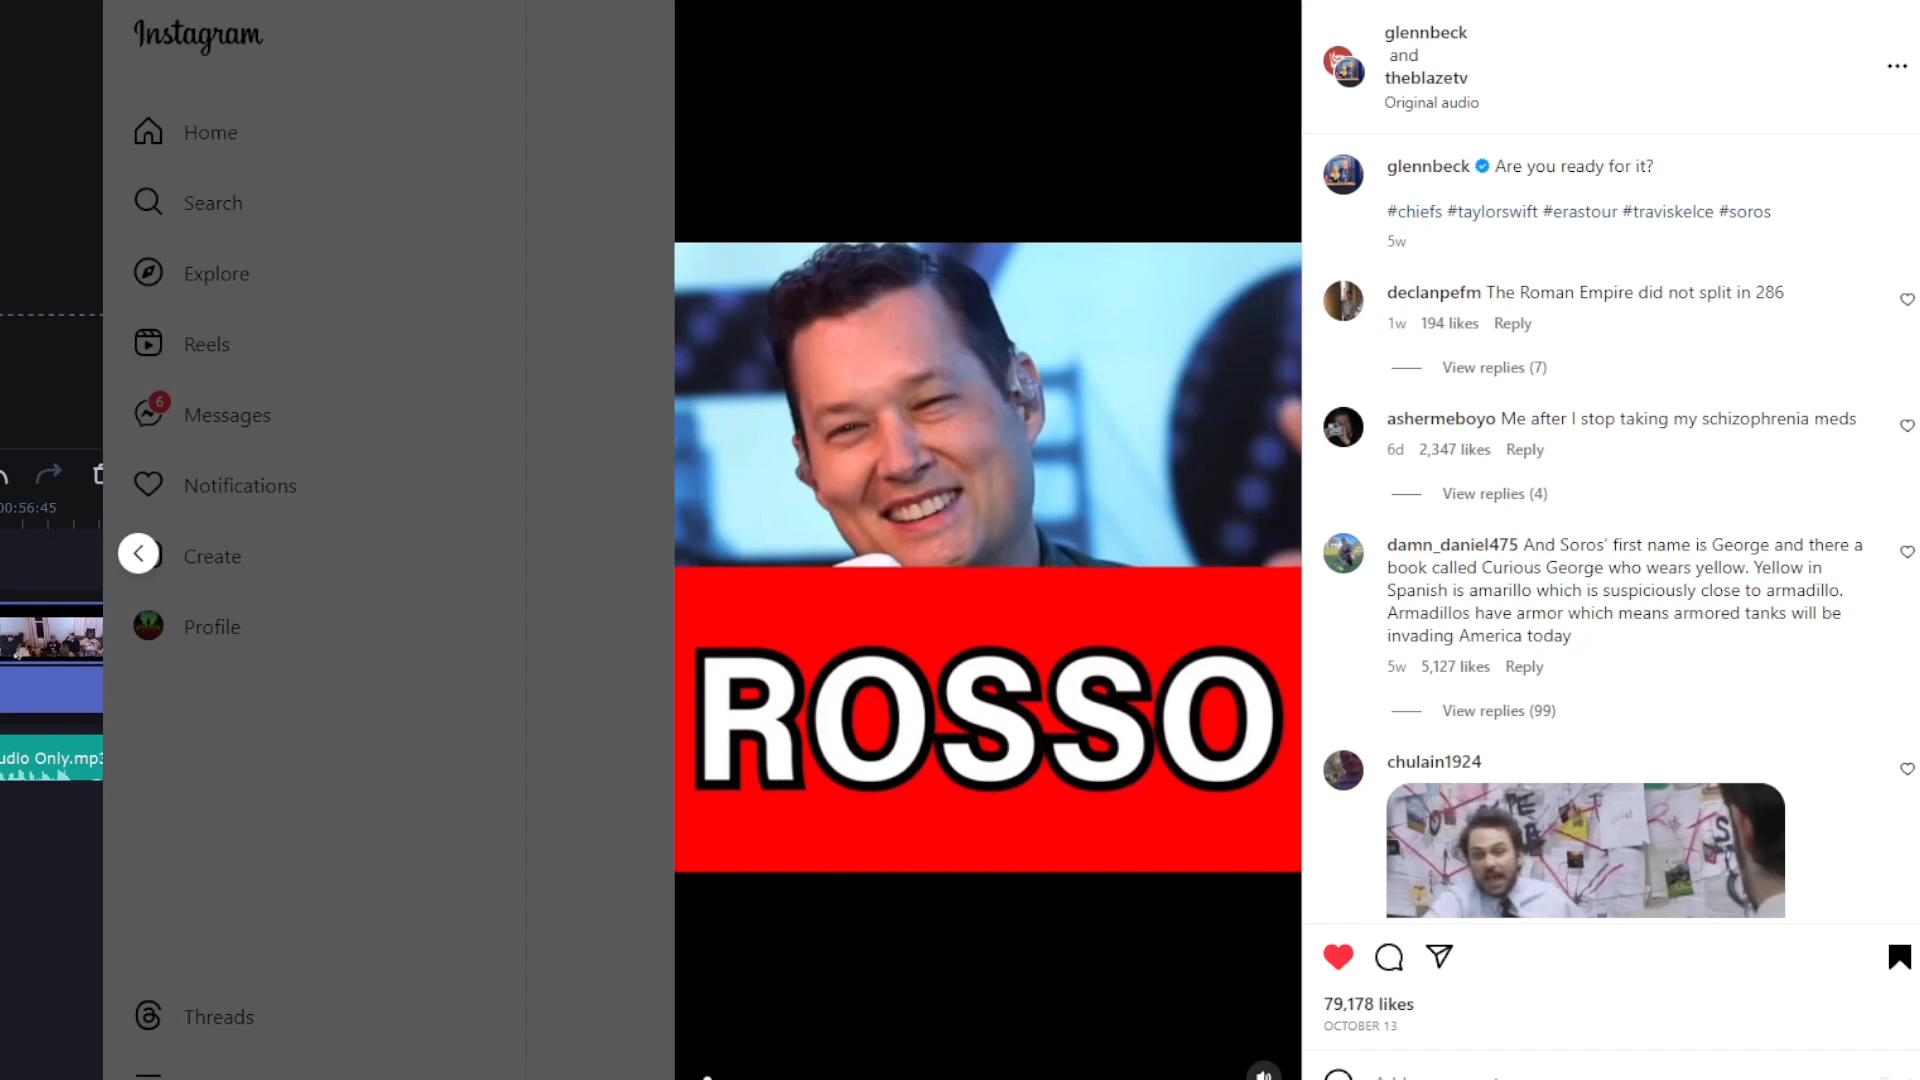 Instagram
Home
Search
Explore
Reels
6
Messages
Notifications
Create
Profile
Threads
00:56:45
udio Only.mp3
ROSSO
glennbeck
and
theblazetv
Original audio
glennbeck Are you ready for it?
#chiefs #taylorswift #erastour #traviskelce #soros
5w
declanpefm The Roman Empire did not split in 286
1w 194 likes Reply
View replies (7)
ashermeboyo Me after I stop taking my schizophrenia meds
6d 2,347 likes Reply
View replies (4)
damn_daniel475 And Soros’ first name is George and there a
book called Curious George who wears yellow. Yellow in
Spanish is amarillo which is suspiciously close to armadillo.
Armadillos have armor which means armored tanks will be
invading America today
5w 5,127 likes Reply
View replies (99)
chulain1924
79,178 likes
OCTOBER 13